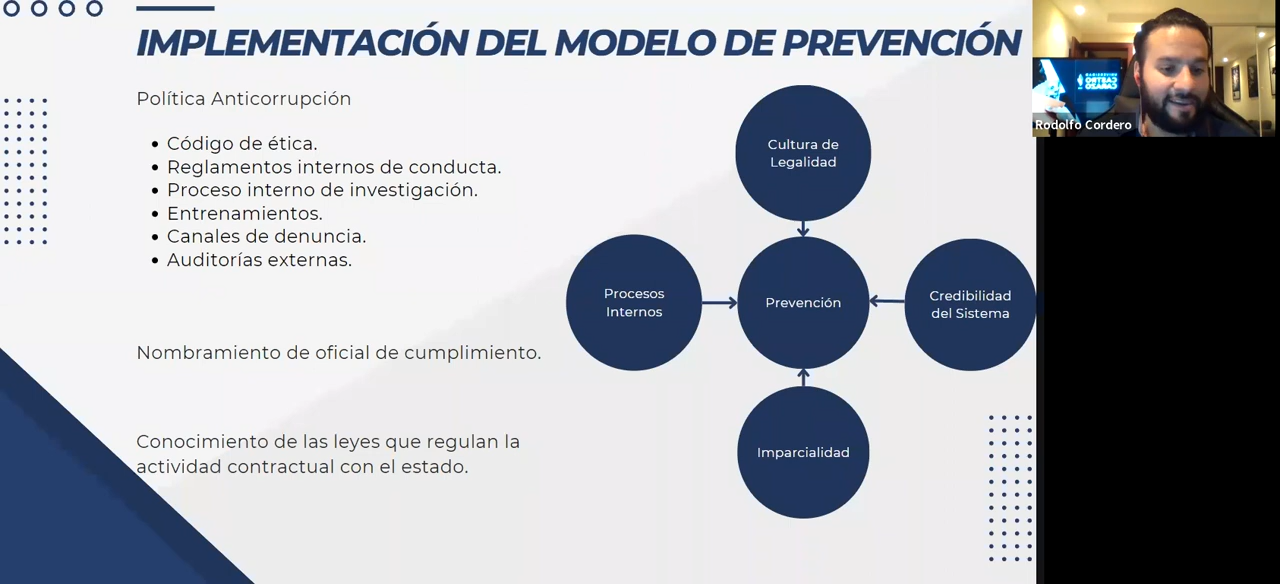 IMPLEMENTACIÓN DEL MODELO DE PREVENCIÓN
Política Anticorrupción
• Código de ética.
• Reglamentos internos de conducta.
• Proceso interno de investigación.
• Entrenamientos.
• Canales de denuncia.
• Auditorías externas.
Nombramiento de oficial de cumplimiento.
Conocimiento de las leyes que regulan la
actividad contractual con el estado.
Cultura de
Legalidad
Procesos
Internos
Prevención
Credibilidad
del Sistema
Imparcialidad
Rodolfo Cordero